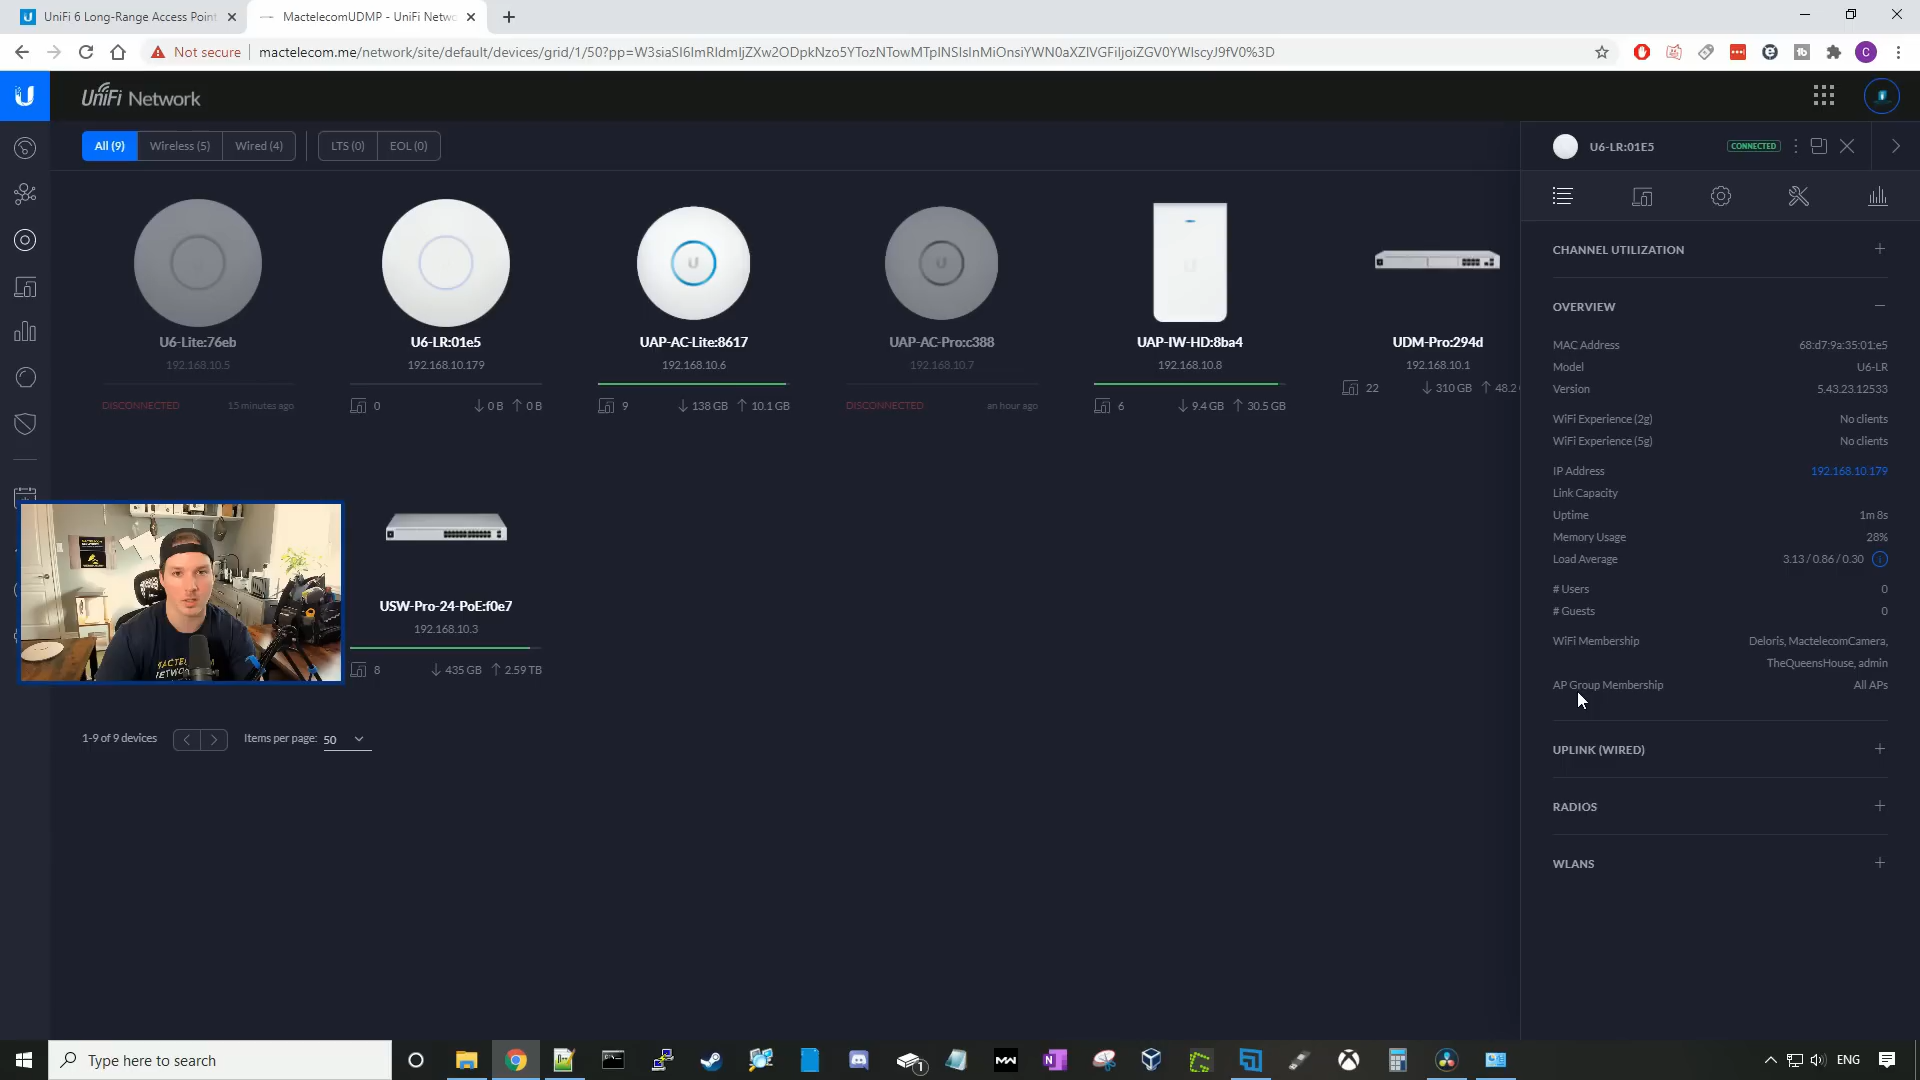 UniFi 6 Long-Range Access Point
MactelecomUDMP - UniFi Netwo
Not secure
mactelecom.me/network/site/default/devices/grid/1/50?pp=W3siaSI6ImRldmljZXw2ODpkNzo5YTozNTowMTplNSIsInMiOnsiYWN0aXZlVGFiIjoiZGV0YWlscyJ9fV0%3D
UniFi Network
All (9)
Wireless (5)
Wired (4)
LTS (0)
EOL (0)
U6-LR:01E5
CONNECTED
CHANNEL UTILIZATION
OVERVIEW
U6-Lite:76eb
U6-LR:01e5
UAP-AC-Lite:8617
UAP-AC-Pro:c388
UAP-IW-HD:8ba4
UDM-Pro:294d
192.168.10.5
192.168.10.179
192.168.10.6
192.168.10.7
192.168.10.8
192.168.10.1
DISCONNECTED
15 minutes ago
0
0 B
0 B
9
138 GB
10.1 GB
DISCONNECTED
an hour ago
6
9.4 GB
30.5 GB
22
310 GB
48.2
MAC Address 68:d7:9a:35:01:e5
Model U6-LR
Version 5.43.23.12533
WiFi Experience (2g) No clients
WiFi Experience (5g) No clients
IP Address 192.168.10.179
Link Capacity
Uptime 1m 8s
Memory Usage 28%
Load Average 3.13 / 0.86 / 0.30
# Users 0
# Guests 0
WiFi Membership Deloris, MactelecomCamera,
TheQueensHouse, admin
AP Group Membership All APs
UPLINK (WIRED)
RADIOS
WLANS
USW-Pro-24-PoE:f0e7
192.168.10.3
8
435 GB
2.59 TB
1-9 of 9 devices
Items per page: 50
Type here to search
1
ENG